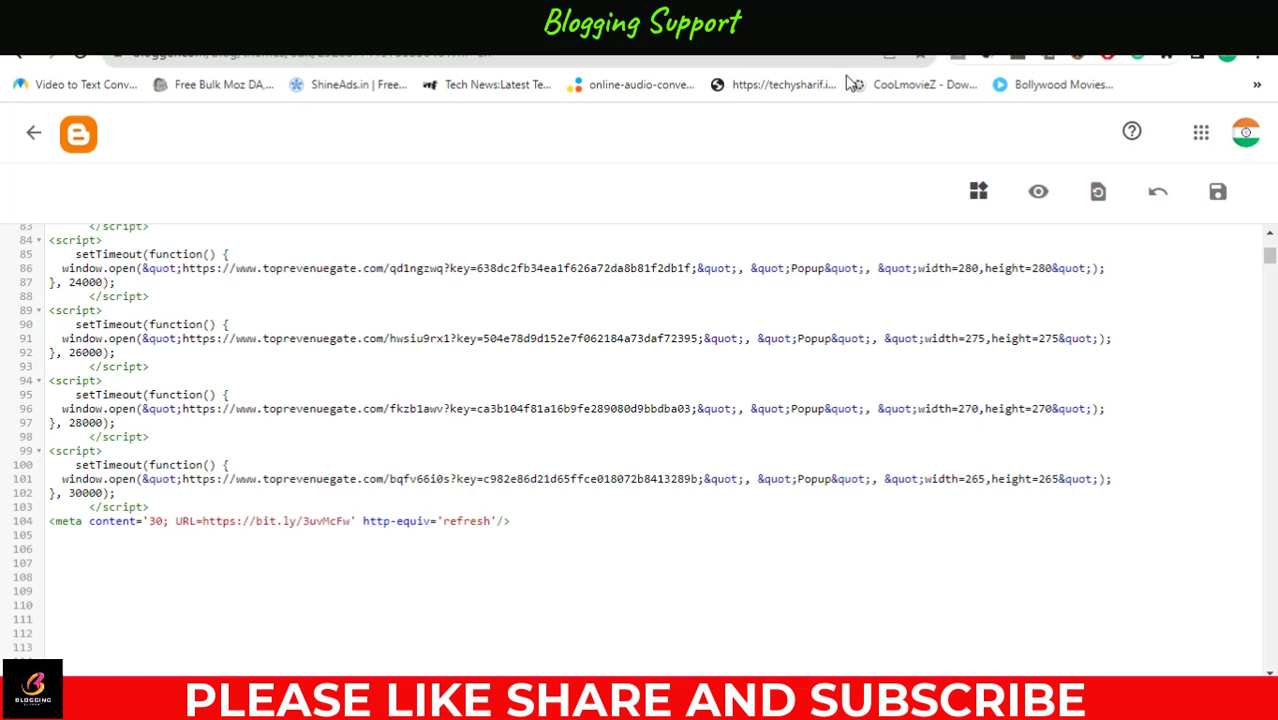 Blogging Support
Video to Text Conv...
Free Bulk Moz DA,...
ShineAds.in | Free...
Tech News:Latest Te...
online-audio-conve...
https://techysharif.i...
CooLmovieZ - Dow...
Bollywood Movies...
»
83 </script>
84 <script>
85 setTimeout(function() {
86 window.open(&quot;https://www.toprevenuegate.com/qd1ngzwq?key=638dc2fb34ea1f626a72da8b81f2db1f;&quot;, &quot;Popup&quot;, &quot;width=280,height=280&quot;);
87 }, 24000);
88 </script>
89 <script>
90 setTimeout(function() {
91 window.open(&quot;https://www.toprevenuegate.com/hwsiu9rx1?key=504e78d9d152e7f062184a73daf72395;&quot;, &quot;Popup&quot;, &quot;width=275,height=275&quot;);
92 }, 26000);
93 </script>
94 <script>
95 setTimeout(function() {
96 window.open(&quot;https://www.toprevenuegate.com/fkzb1awv?key=ca3b104f81a16b9fe289080d9bbdba03;&quot;, &quot;Popup&quot;, &quot;width=270,height=270&quot;);
97 }, 28000);
98 </script>
99 <script>
100 setTimeout(function() {
101 window.open(&quot;https://www.toprevenuegate.com/bqfv66i0s?key=c982e86d21d65ffce018072b8413289b;&quot;, &quot;Popup&quot;, &quot;width=265,height=265&quot;);
102 }, 30000);
103 </script>
104 <meta content='30; URL=https://bit.ly/3uvMcFw' http-equiv='refresh'/>
105
106
107
108
109
110
111
112
113
BLOGGING
SUPPORT
PLEASE LIKE SHARE AND SUBSCRIBE